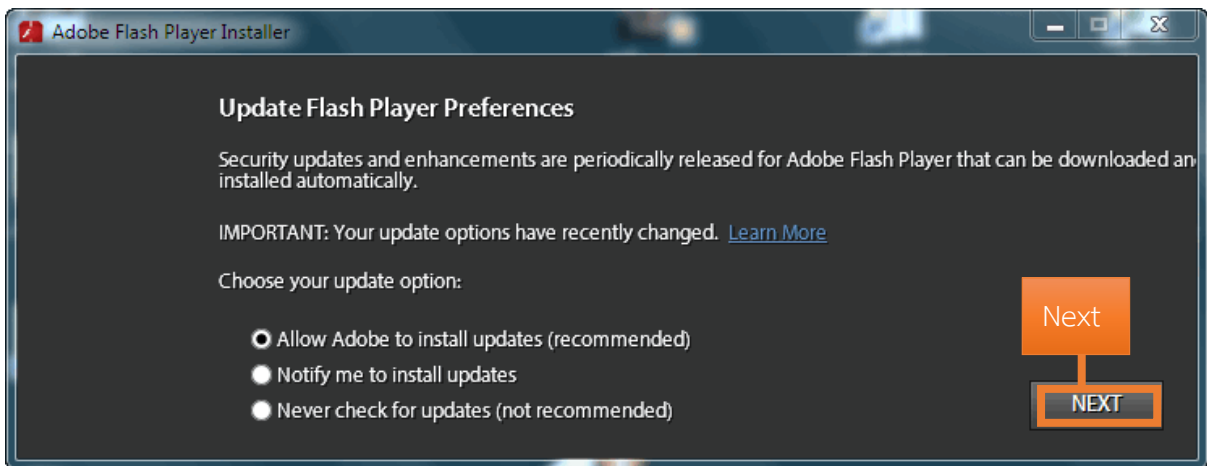 Adobe Flash Player Installer
Update Flash Player Preferences
Security updates and enhancements are periodically released for Adobe Flash Player that can be downloaded an
installed automatically.
IMPORTANT: Your update options have recently changed. Learn More
Choose your update option:
Allow Adobe to install updates (recommended)
Notify me to install updates
Never check for updates (not recommended)
Next
NEXT